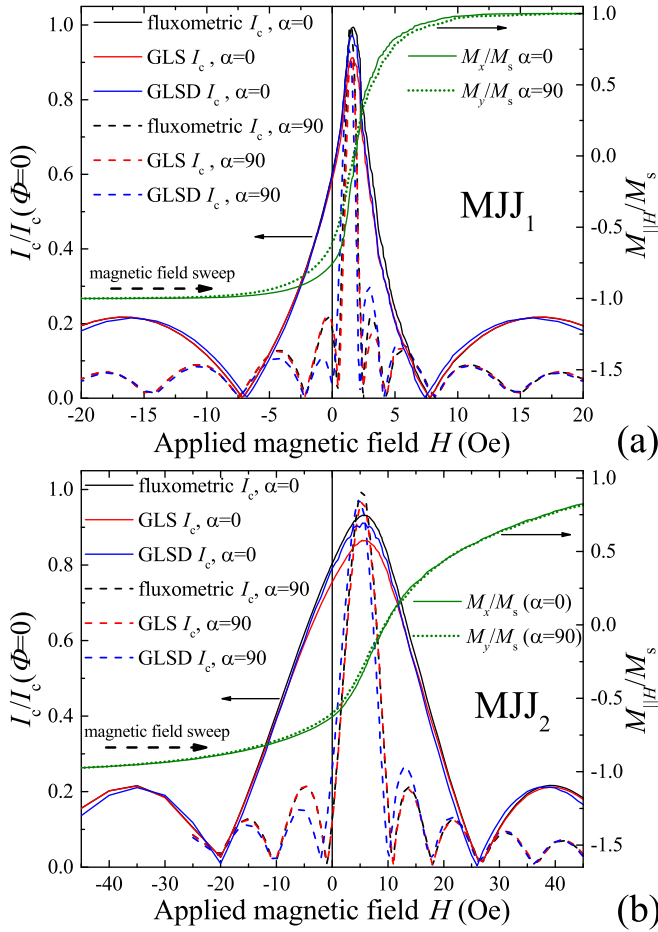 fluxometric I_c, α=0
GLS I_c, α=0
GLSD I_c, α=0
fluxometric I_c, α=90
GLS I_c, α=90
GLSD I_c, α=90
M_x/M_s α=0
M_y/M_s α=90
MJJ_1
magnetic field sweep
I_c/I_c(Φ=0)
M_||H/M_s
1.0
0.8
0.6
0.4
0.2
0.0
1.0
0.5
0.0
-0.5
-1.0
-1.5
-20 -15 -10 -5 0 5 10 15 20
Applied magnetic field H (Oe)
(a)
fluxometric I_c, α=0
GLS I_c, α=0
GLSD I_c, α=0
fluxometric I_c, α=90
GLS I_c, α=90
GLSD I_c, α=90
M_x/M_s (α=0)
M_y/M_s (α=90)
MJJ_2
magnetic field sweep
I_c/I_c(Φ=0)
M_||H/M_s
1.0
0.8
0.6
0.4
0.2
0.0
1.0
0.5
0.0
-0.5
-1.0
-1.5
-40 -30 -20 -10 0 10 20 30 40
Applied magnetic field H (Oe)
(b)